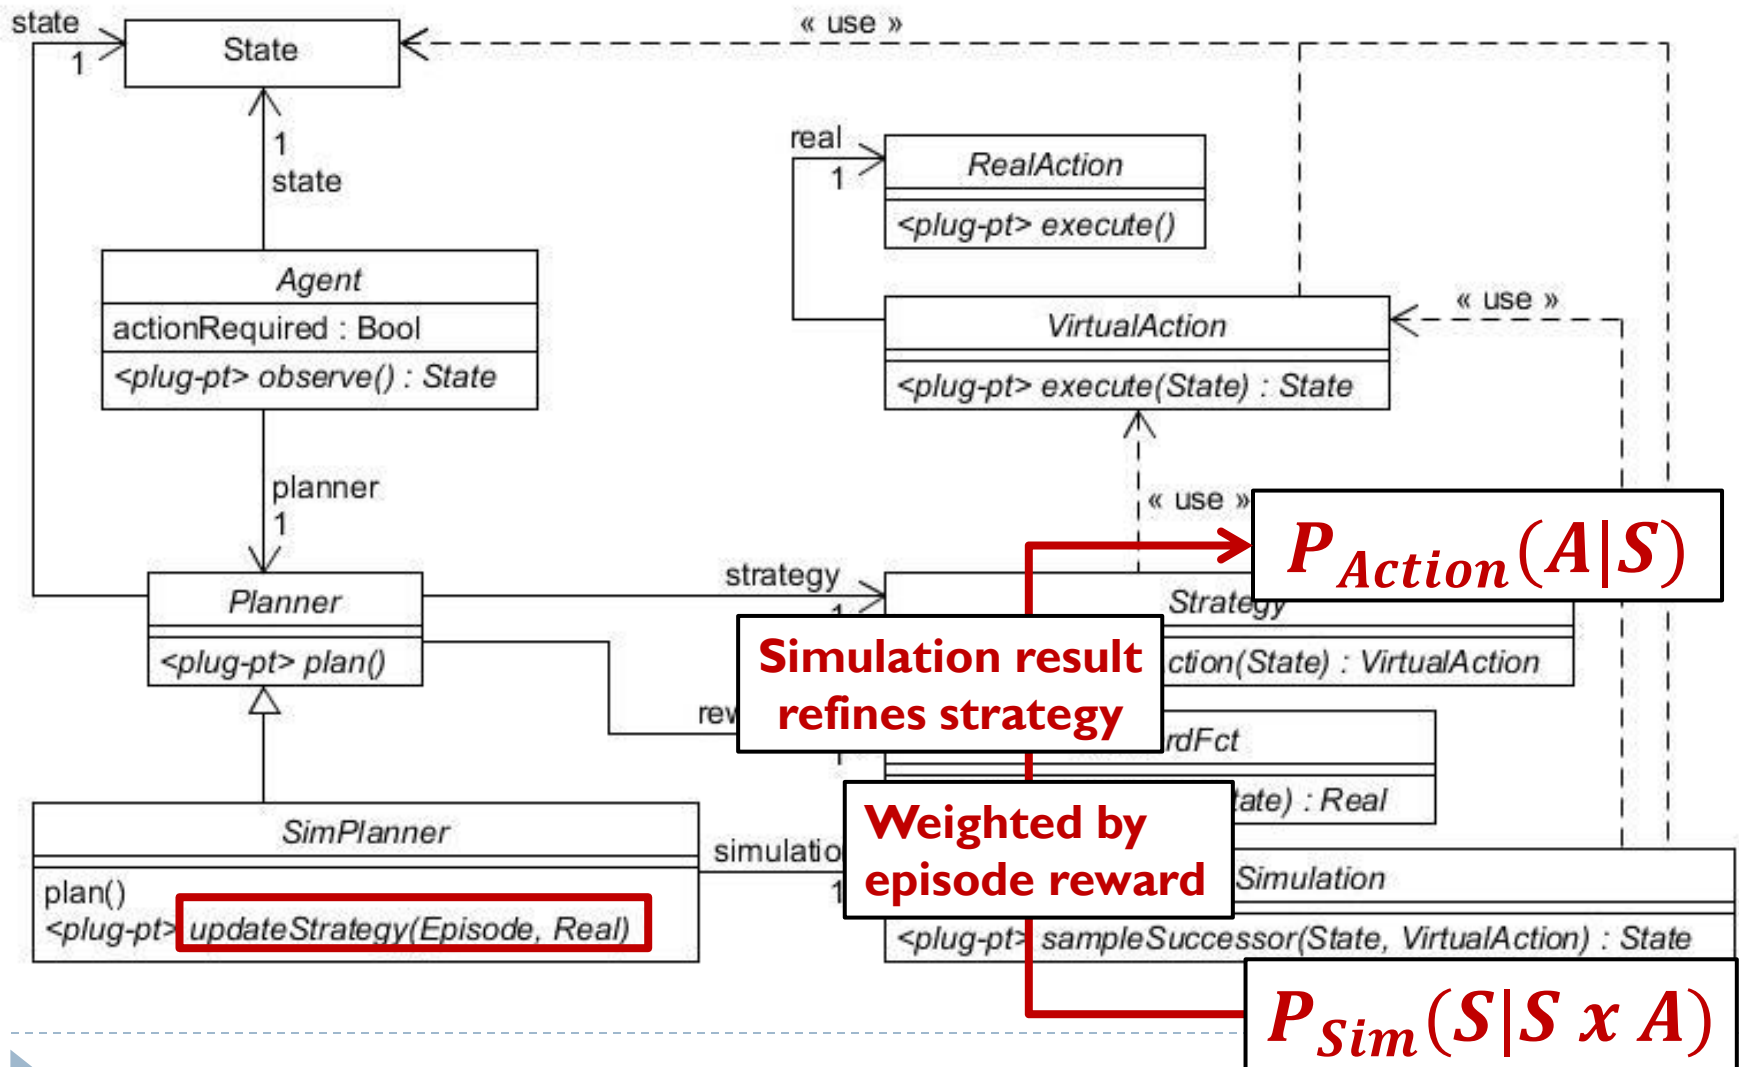 state
1
State
« use »
1
state
real
1
RealAction
<plug-pt> execute()
Agent
actionRequired : Bool
<plug-pt> observe() : State
VirtualAction
<plug-pt> execute(State) : State
« use »
planner
1
« use »
P_Action(A|S)
Planner
<plug-pt> plan()
strategy
1
Strategy
ction(State) : VirtualAction
Simulation result
refines strategy
rew
1
rdFct
tate) : Real
Weighted by
episode reward
SimPlanner
plan()
<plug-pt> updateStrategy(Episode, Real)
simulatio
1
Simulation
<plug-pt> sampleSuccessor(State, VirtualAction) : State
P_Sim(S|S x A)